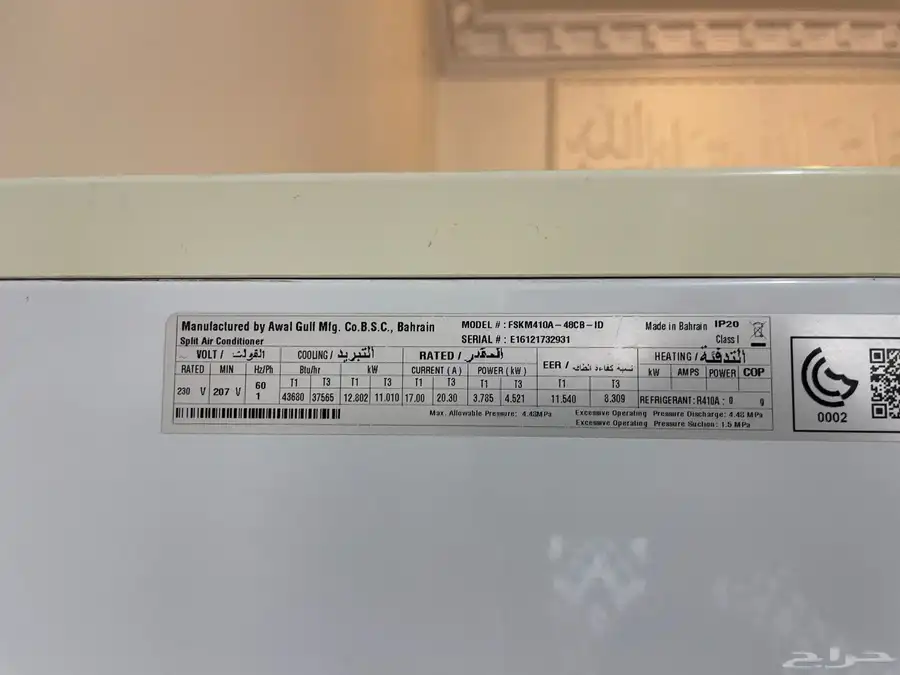 Manufactured by Awal Gulf Mfg. Co.B.S.C., Bahrain
MODEL # : FSKM410A-48CB-ID
Made in Bahrain IP20
Split Air Conditioner
SERIAL # : E16121732931
Class I
VOLT / الفولت
COOLING / التبريد
RATED / المقدر
EER / نسبة كفاءة الطاقة
HEATING / التدفئة
RATED MIN Hz/Ph
Btu/hr kW
CURRENT ( A ) POWER ( kW )
kW AMPS POWER COP
T1 T3 T1 T3 T1 T3 T1 T3 T1 T3
230 V 207 V 60 1
43680 37565 12.802 11.010 17.00 20.30 3.785 4.521 11.540 8.309
REFRIGERANT: R410A : 0 g
Max. Allowable Pressure: 4.48MPa
Excessive Operating Pressure Discharge: 4.48 MPa
Excessive Operating Pressure Suction: 1.5 MPa
0002
حراج